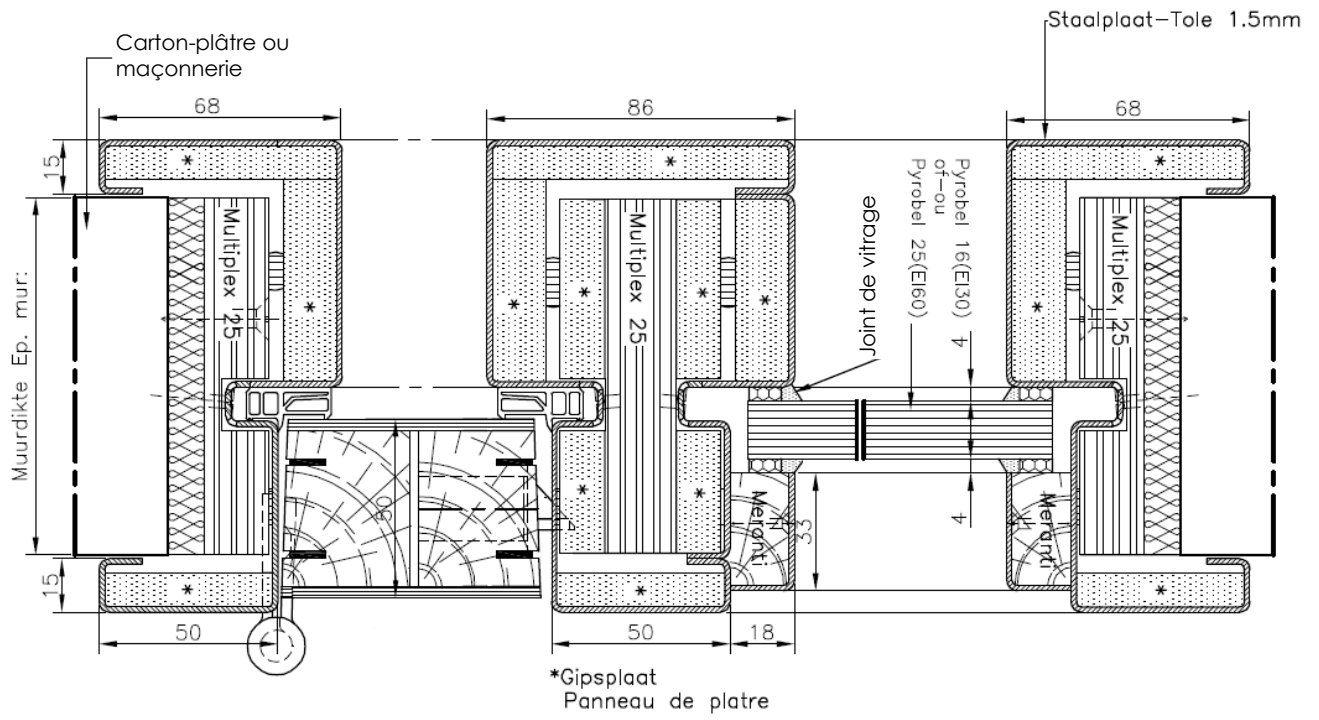 Staalplaat-Tole 1.5mm
Carton-plâtre ou
maçonnerie
68
86
68
15
*
*
*
Muurdikte Ep. mur:
Multiplex 25
*
*
*
Multiplex 25
*
*
Pyrobel 16(EI30)
of-ou
Pyrobel 25(EI60)
4
Joint de vitrage
*
Multiplex 25
50
*
*
Meranti
33
4
Meranti
15
*
*
*
50
50
18
*Gipsplaat
Panneau de platre